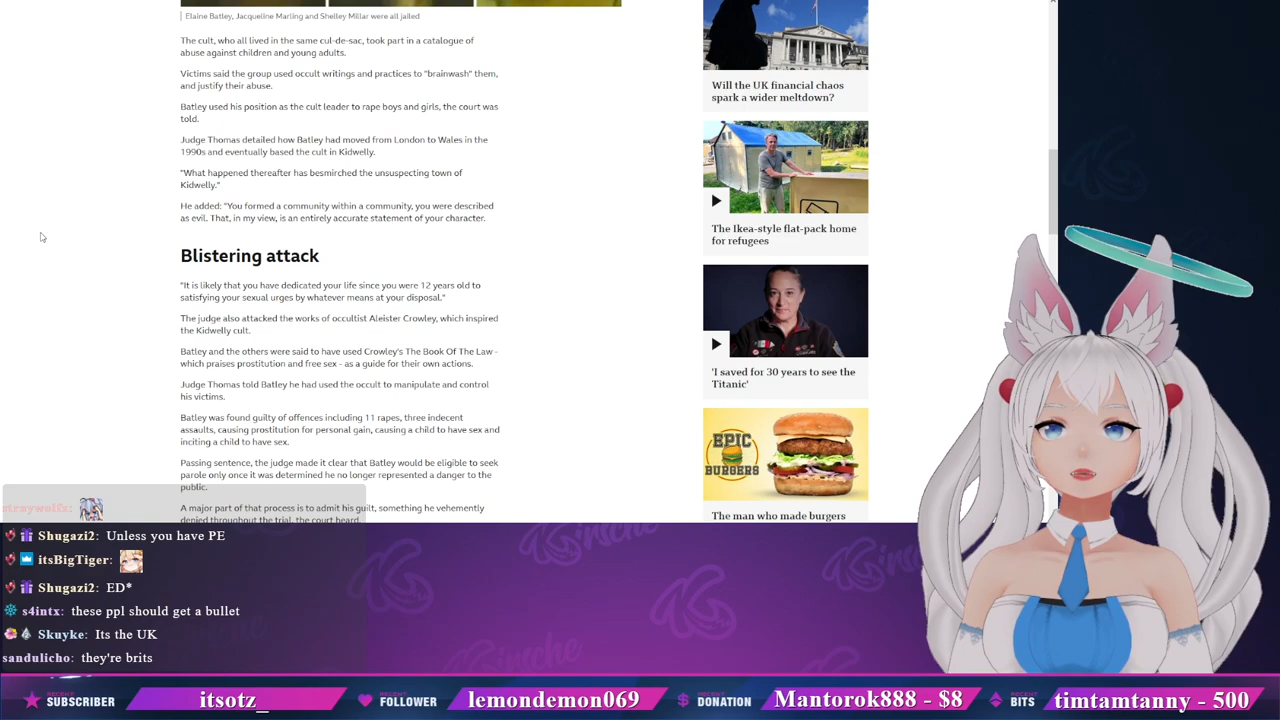 Elaine Batley, Jacqueline Marling and Shelley Millar were all jailed
The cult, who all lived in the same cul-de-sac, took part in a catalogue of
abuse against children and young adults.
Victims said the group used occult writings and practices to "brainwash" them,
and justify their abuse.
Batley used his position as the cult leader to rape boys and girls, the court was
told.
Judge Thomas detailed how Batley had moved from London to Wales in the
1990s and eventually based the cult in Kidwelly.
"What happened thereafter has besmirched the unsuspecting town of
Kidwelly."
He added: "You formed a community within a community, you were described
as evil. That, in my view, is an entirely accurate statement of your character.
Blistering attack
"It is likely that you have dedicated your life since you were 12 years old to
satisfying your sexual urges by whatever means at your disposal."
The judge also attacked the works of occultist Aleister Crowley, which inspired
the Kidwelly cult.
Batley and the others were said to have used Crowley's The Book Of The Law -
which praises prostitution and free sex - as a guide for their own actions.
Judge Thomas told Batley he had used the occult to manipulate and control
his victims.
Batley was found guilty of offences including 11 rapes, three indecent
assaults, causing prostitution for personal gain, causing a child to have sex and
inciting a child to have sex.
Passing sentence, the judge made it clear that Batley would be eligible to seek
parole only once it was determined he no longer represented a danger to the
public.
A major part of that process is to admit his guilt, something he vehemently
denied throughout the trial, the court heard.
Will the UK financial chaos
spark a wider meltdown?
The Ikea-style flat-pack home
for refugees
'I saved for 30 years to see the
Titanic'
EPIC
BURGERS
The man who made burgers
straywolfx:
Shugazi2: Unless you have PE
itsBigTiger:
Shugazi2: ED*
s4intx: these ppl should get a bullet
Skuyke: Its the UK
sandulicho: they're brits
Kinsche
RECENT SUBSCRIBER itsotz_
RECENT FOLLOWER lemondemon069
RECENT DONATION Mantorok888 - $8
RECENT BITS timtamtanny - 500